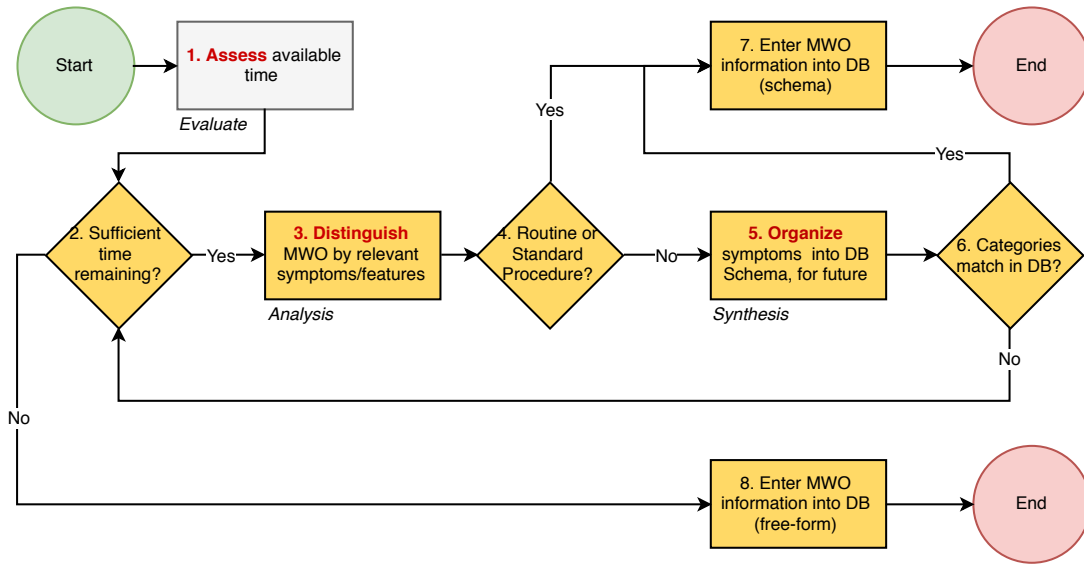 Start
1. Assess available
time
Evaluate
7. Enter MWO
information into DB
(schema)
End
Yes
Yes
2. Sufficient
time
remaining?
Yes
3. Distinguish
MWO by relevant
symptoms/features
Analysis
4. Routine or
Standard
Procedure?
No
5. Organize
symptoms into DB
Schema, for future
Synthesis
6. Categories
match in DB?
No
No
8. Enter MWO
information into DB
(free-form)
End